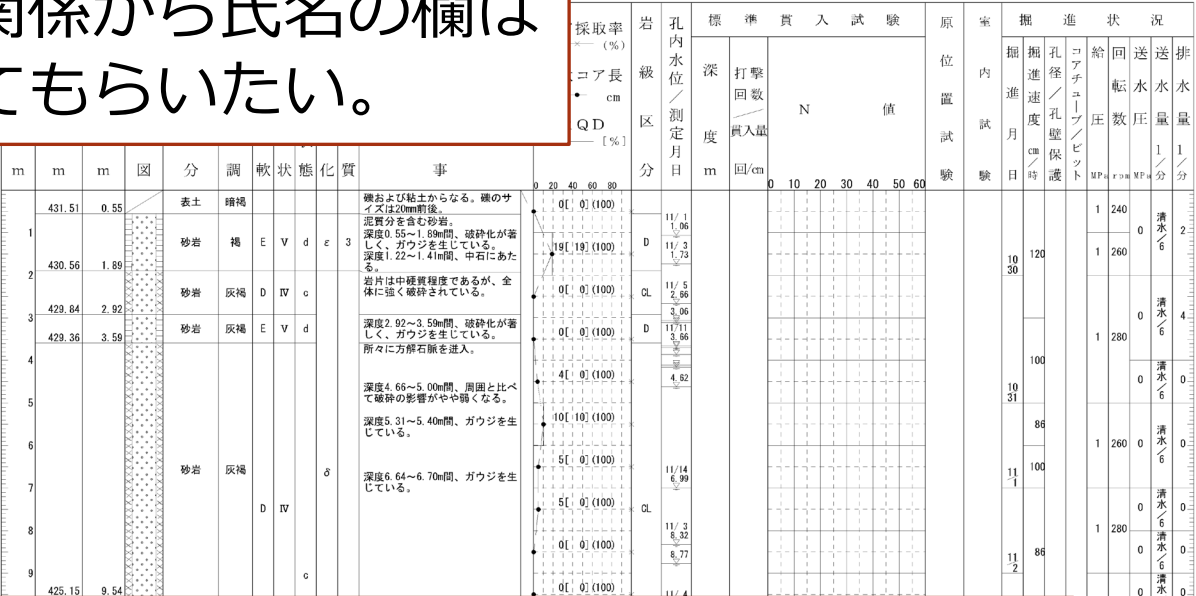 関係から氏名の欄は
てもらいたい。
採取率
(%)
コア長
cm
QD
[%]
岩級区分
孔内水位/測定月日
標準貫入試験
深度
m
打撃回数
貫入量
回/cm
N値
0 10 20 30 40 50 60
原位置試験
室内試験
掘進状況
掘進月日
掘進速度 cm/時
孔径/孔壁保護
コアチューブ/ビット
給圧 MPa
回転数 rpm
送水圧 MPa
送水量 l/分
排水量 l/分
m m m 図 分 調 軟 状 態 化 質 事
0 20 40 60 80
431.51 0.55 表土 暗褐
礫および粘土からなる。礫のサ
イズは20mm前後。
0[ 0](100)
11/ 1
1.06
1 240
0
清水/6
1
砂岩 褐 E Ⅴ d ε 3
泥質分を含む砂岩。
深度0.55~1.89m間、破砕化が著
しく、ガウジを生じている。
深度1.22~1.41m間、中石にあた
る。
19[ 19](100)
D
11/ 3
1.73
10/30
120
1 260
2
430.56 1.89
2
砂岩 灰褐 D Ⅳ c
岩片は中硬質程度であるが、全
体に強く破砕されている。
0[ 0](100)
CL
11/ 5
2.66
3.06
429.84 2.92
3
砂岩 灰褐 E Ⅴ d
深度2.92~3.59m間、破砕化が著
しく、ガウジを生じている。
0[ 0](100)
D
11/11
3.66
1 280
0
清水/6
4
429.36 3.59
所々に方解石脈を逬入。
4
深度4.66~5.00m間、周囲と比べ
て破砕の影響がやや弱くなる。
4[ 0](100)
4.62
10/31
100
0
清水/6
0
5
深度5.31~5.40m間、ガウジを生
じている。
10[ 10](100)
86
6
砂岩 灰褐 δ
深度6.64~6.70m間、ガウジを生
じている。
5[ 0](100)
11/14
6.99
11/1
100
1 260
0
清水/6
0
7
D Ⅳ
5[ 0](100)
CL
11/ 3
8.32
1 280
0
清水/6
0
8
0[ 0](100)
8.77
11/2
86
0
清水/6
0
9
c
425.15 9.54
0[ 0](100)
11/ 4
0
清水
0